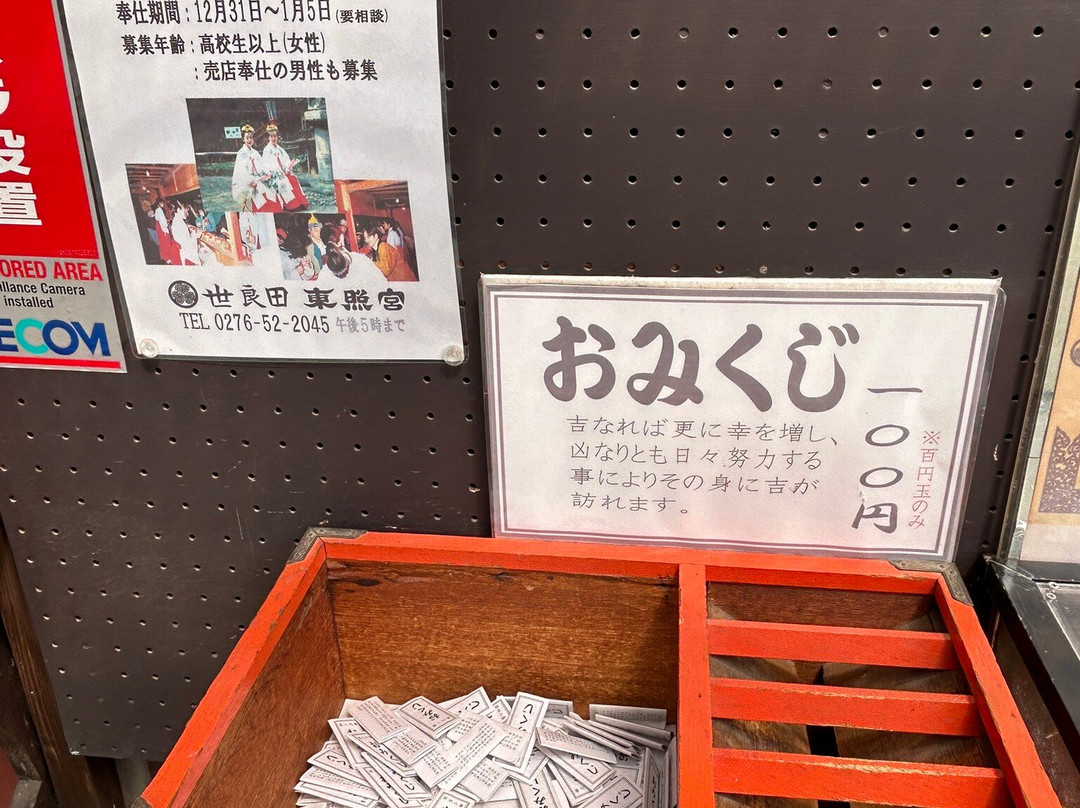 設
置
ORED AREA
illance Camera
installed
ECOM
奉仕期間：12月31日～1月5日(要相談)
募集年齢：高校生以上(女性)
：売店奉仕の男性も募集
世良田 東照宮
TEL 0276-52-2045 午後5時まで
おみくじ
一〇〇円
※百円玉のみ
吉なれば更に幸を増し、
凶なりとも日々努力する
事によりその身に吉が
訪れます。
おみくじ